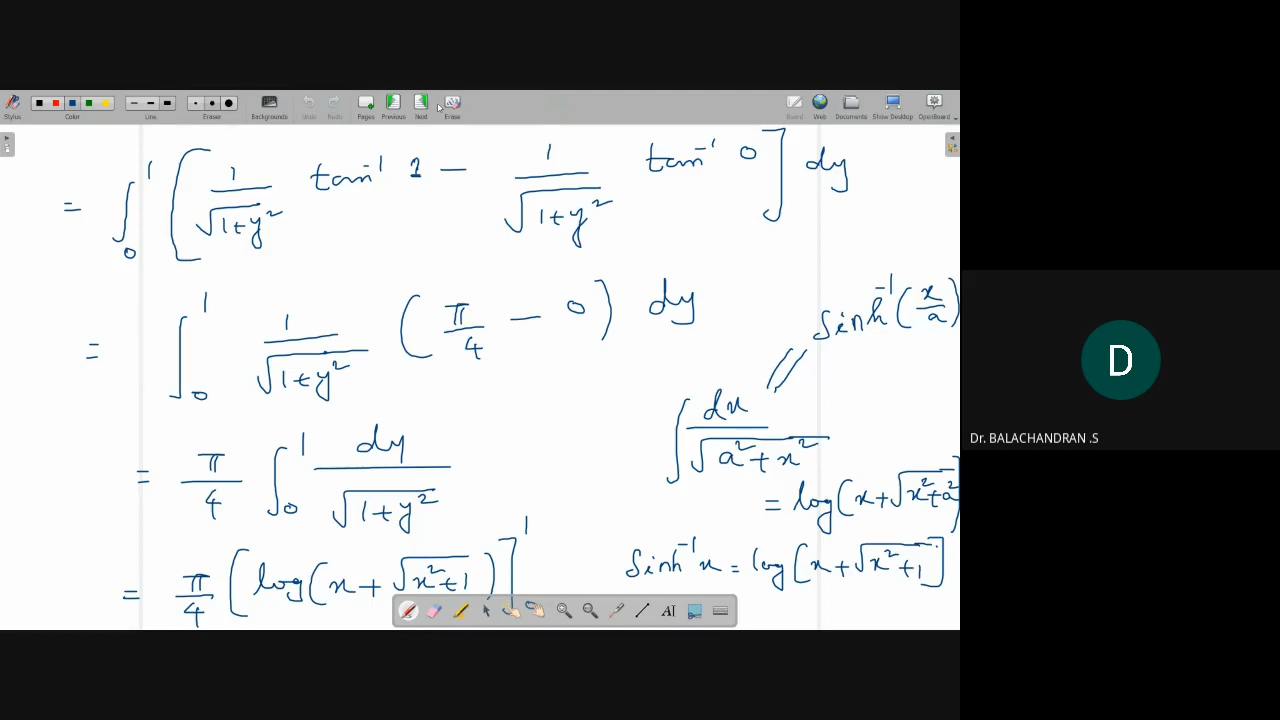 Stylus Color Line Eraser Backgrounds Undo Redo Pages Previous Next Erase Board Web Documents Show Desktop OpenBoard
= ∫₀¹ [ 1/√(1+y²) tan⁻¹ 1 − 1/√(1+y²) tan⁻¹ 0 ] dy
= ∫₀¹ 1/√(1+y²) ( π/4 − 0 ) dy
sinh⁻¹(x/a)
//
∫ dx/√(a²+x²)
= log(x+√(x²+a²)
= π/4 ∫₀¹ dy/√(1+y²)
sinh⁻¹x = log[x+√(x²+1)]
= π/4 [log(x+√(x²+1))]¹
AI
D
Dr. BALACHANDRAN .S